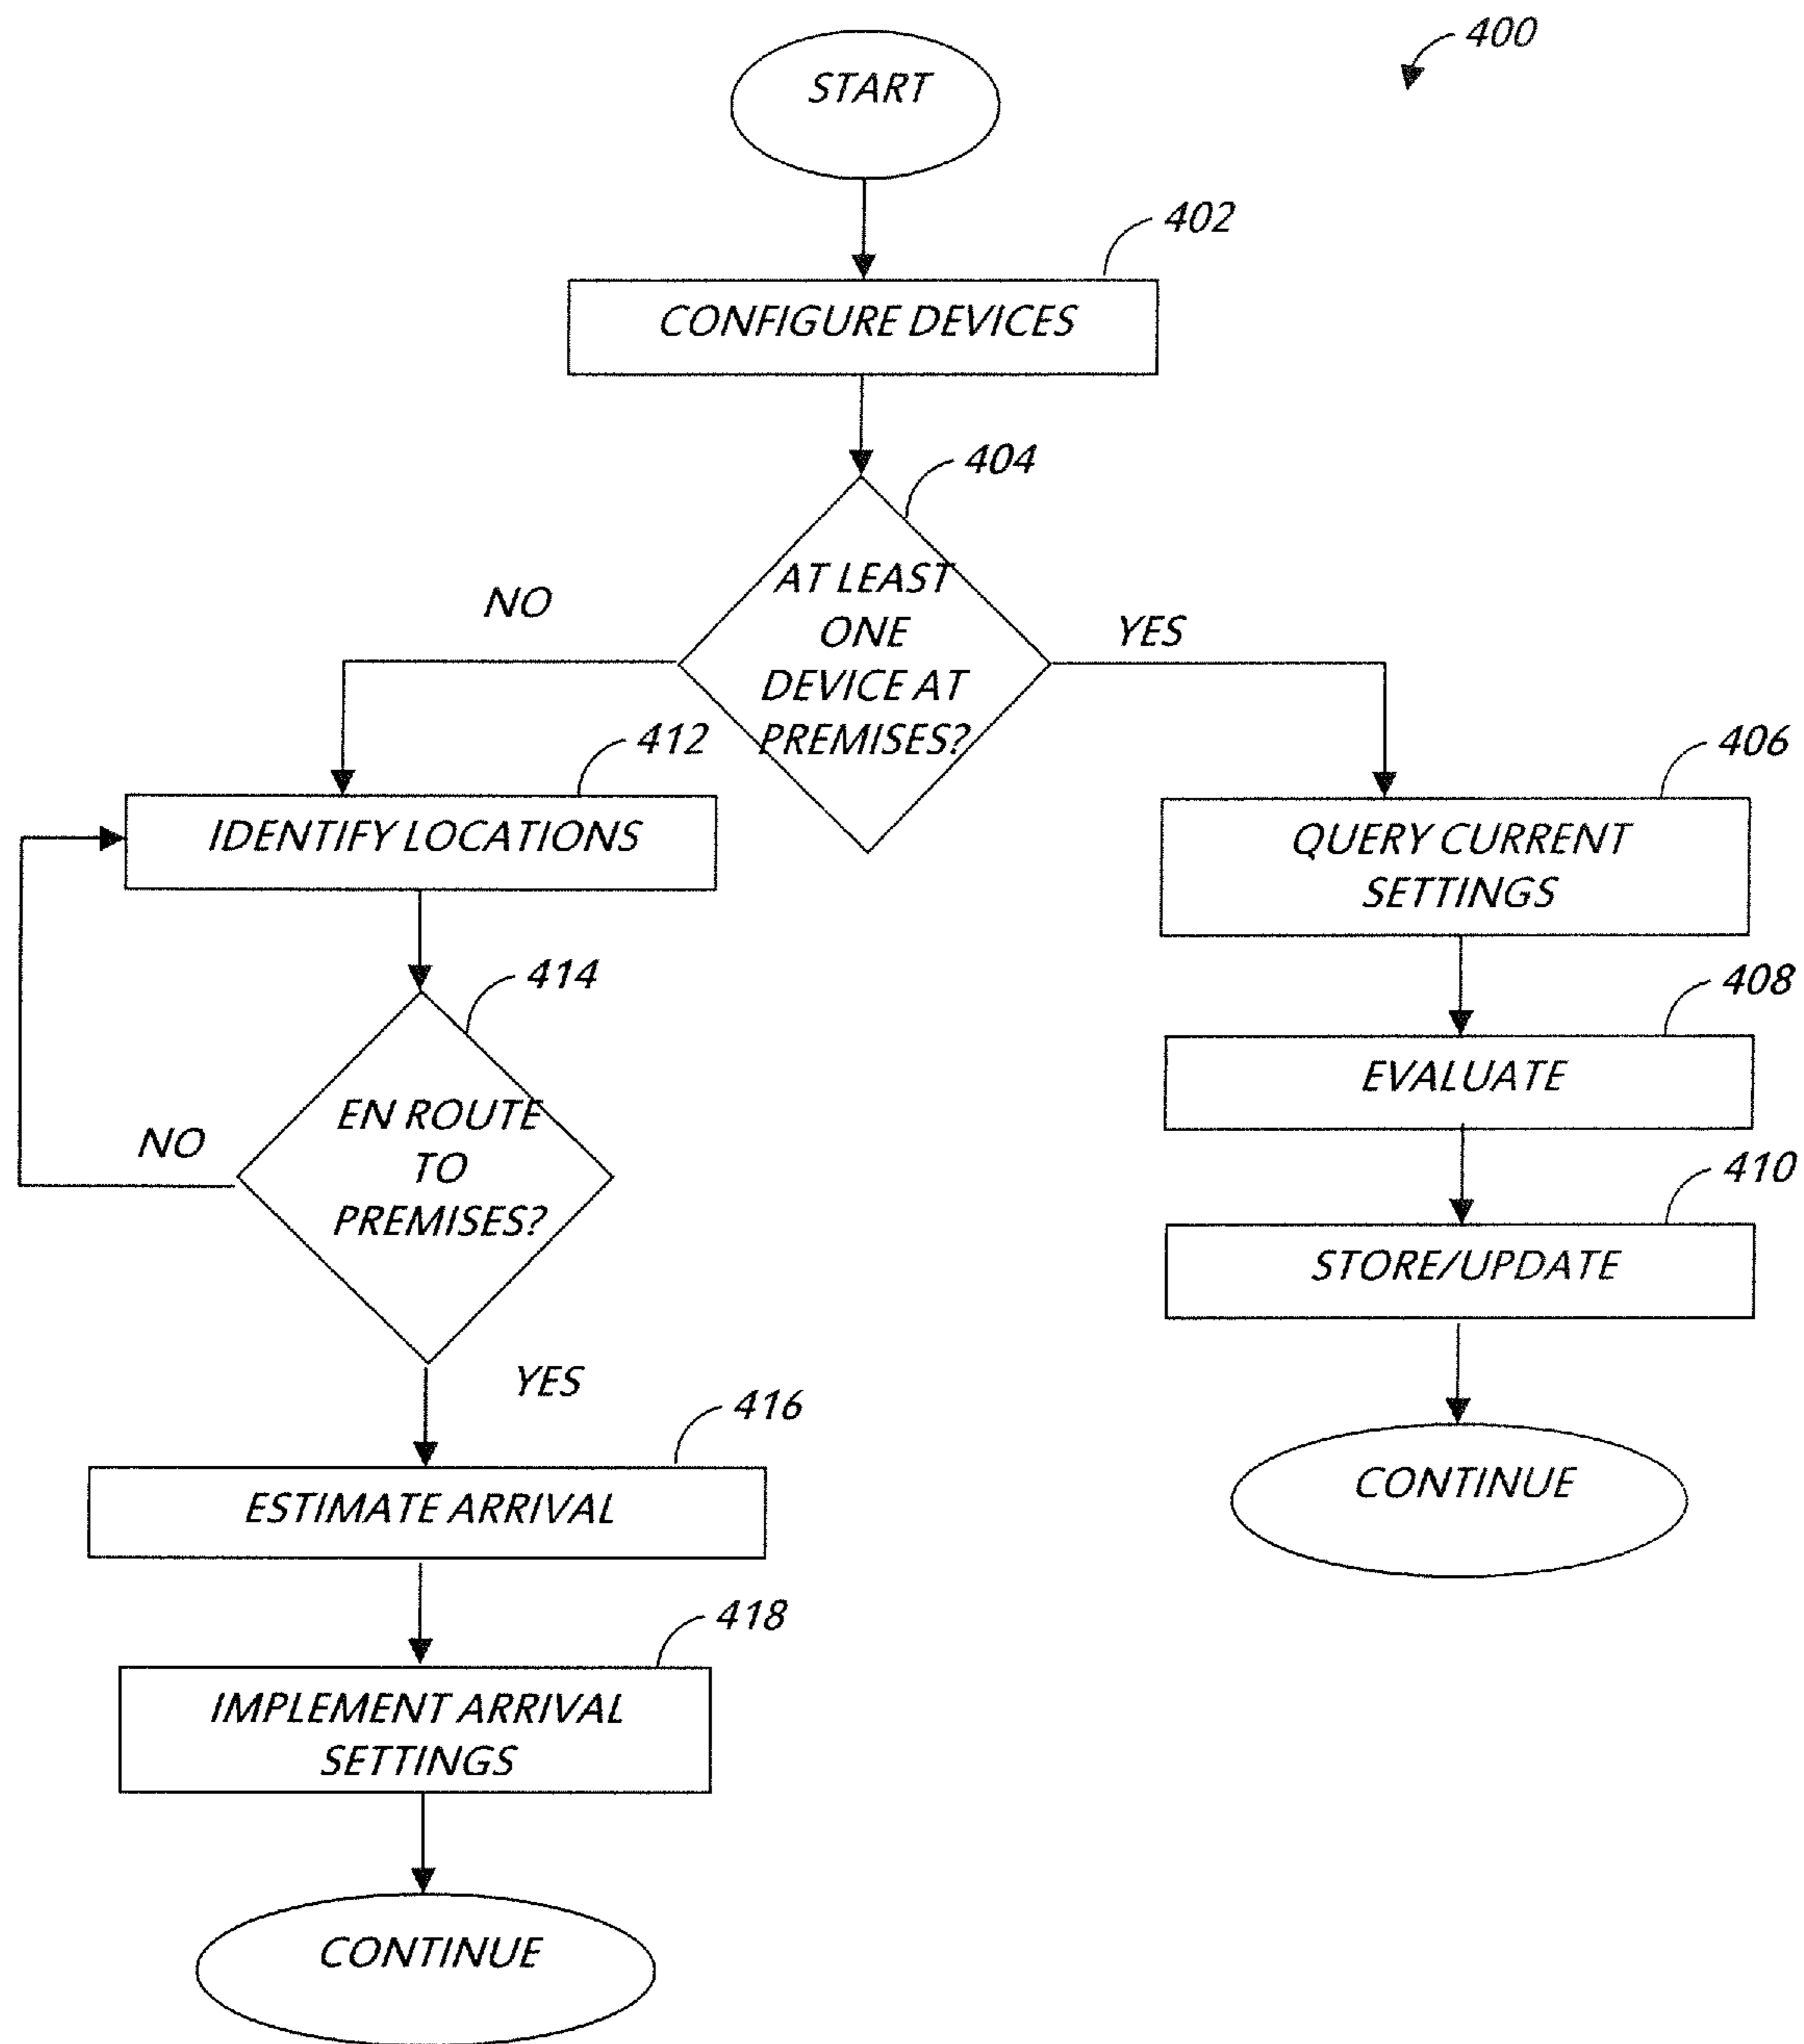 400
START
402
CONFIGURE DEVICES
404
AT LEAST
ONE
DEVICE AT
PREMISES?
NO
YES
412
IDENTIFY LOCATIONS
406
QUERY CURRENT
SETTINGS
414
EN ROUTE
TO
PREMISES?
NO
YES
408
EVALUATE
410
STORE/UPDATE
CONTINUE
416
ESTIMATE ARRIVAL
418
IMPLEMENT ARRIVAL
SETTINGS
CONTINUE